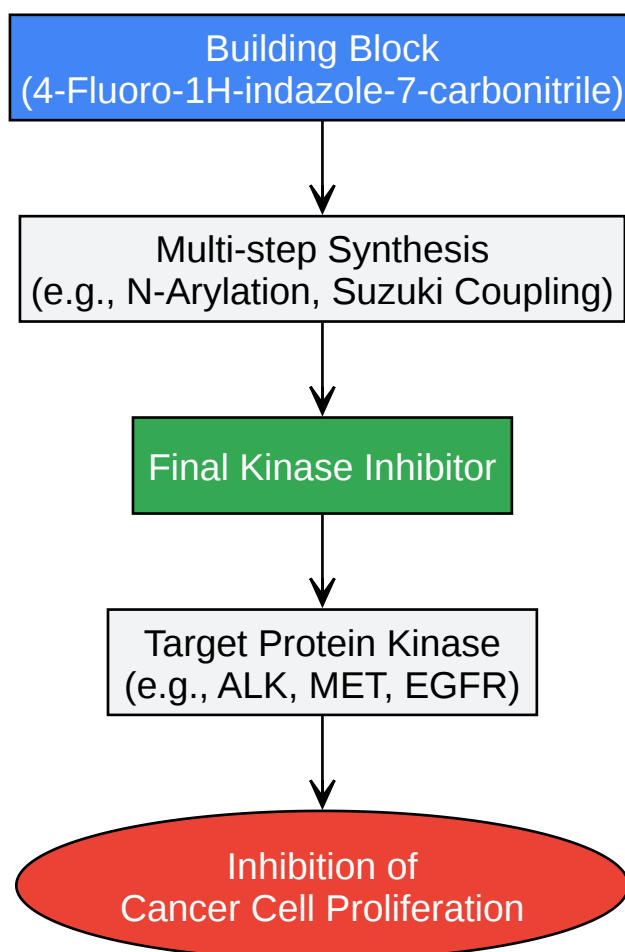 Building Block
(4-Fluoro-1H-indazole-7-carbonitrile)
Multi-step Synthesis
(e.g., N-Arylation, Suzuki Coupling)
Final Kinase Inhibitor
Target Protein Kinase
(e.g., ALK, MET, EGFR)
Inhibition of
Cancer Cell Proliferation